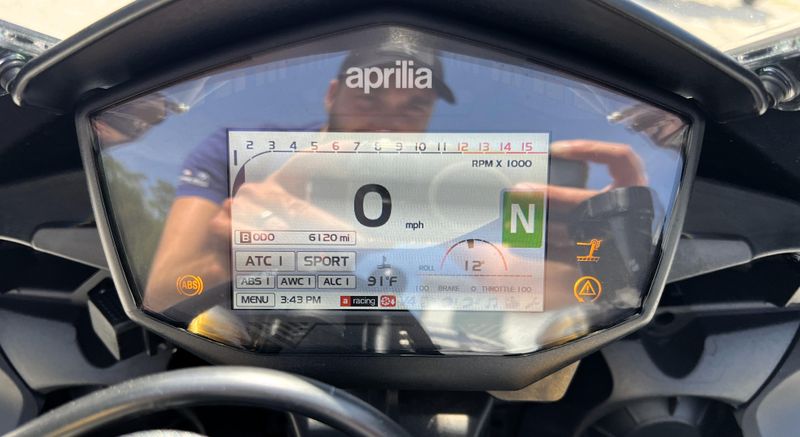 aprilia
2 3 4 5 6 7 8 9 10 11 12 13 14 15
RPM X 1000
0 mph
N
B ODO 6120 mi
ATC 1 SPORT
ABS 1 AWC 1 ALC 1 91°F
ROLL 12°
100 BRAKE 0 THROTTLE 100
MENU 3:43 PM a racing
ABS